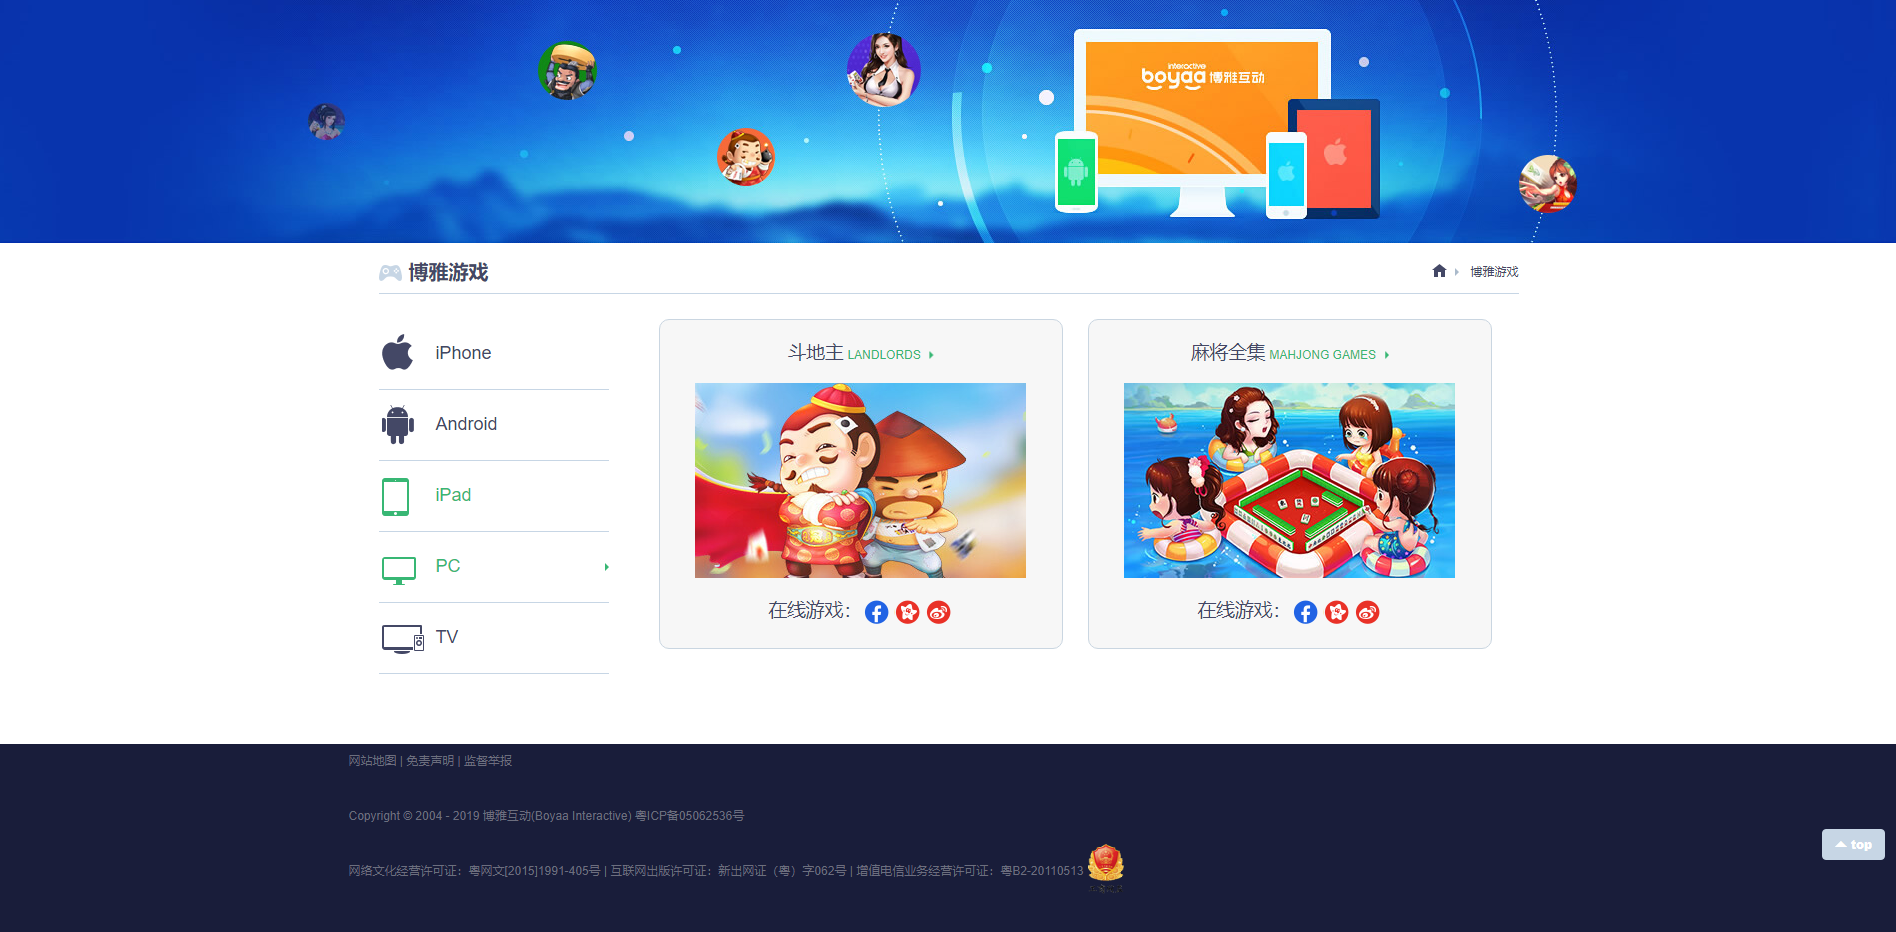 interactive
boyaa 博雅互动
博雅游戏
博雅游戏
iPhone
Android
iPad
PC
TV
斗地主 LANDLORDS
在线游戏：
麻将全集 MAHJONG GAMES
在线游戏：
网站地图 | 免责声明 | 监督举报
Copyright © 2004 - 2019 博雅互动(Boyaa Interactive) 粤ICP备05062536号
网络文化经营许可证：粤网文[2015]1991-405号 | 互联网出版许可证：新出网证（粤）字062号 | 增值电信业务经营许可证：粤B2-20110513
top